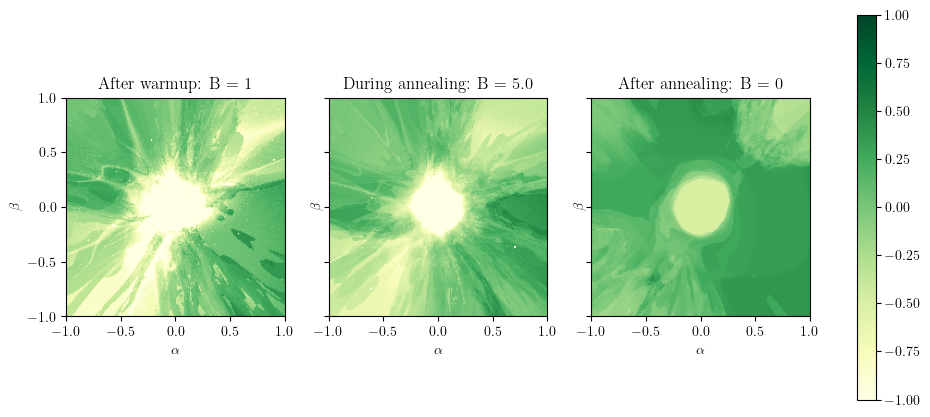 After warmup: B = 1
During annealing: B = 5.0
After annealing: B = 0
1.0
0.5
0.0
−0.5
−1.0
β
β
β
−1.0 −0.5 0.0 0.5 1.0
−1.0 −0.5 0.0 0.5 1.0
−1.0 −0.5 0.0 0.5 1.0
α
α
α
1.00
0.75
0.50
0.25
0.00
−0.25
−0.50
−0.75
−1.00